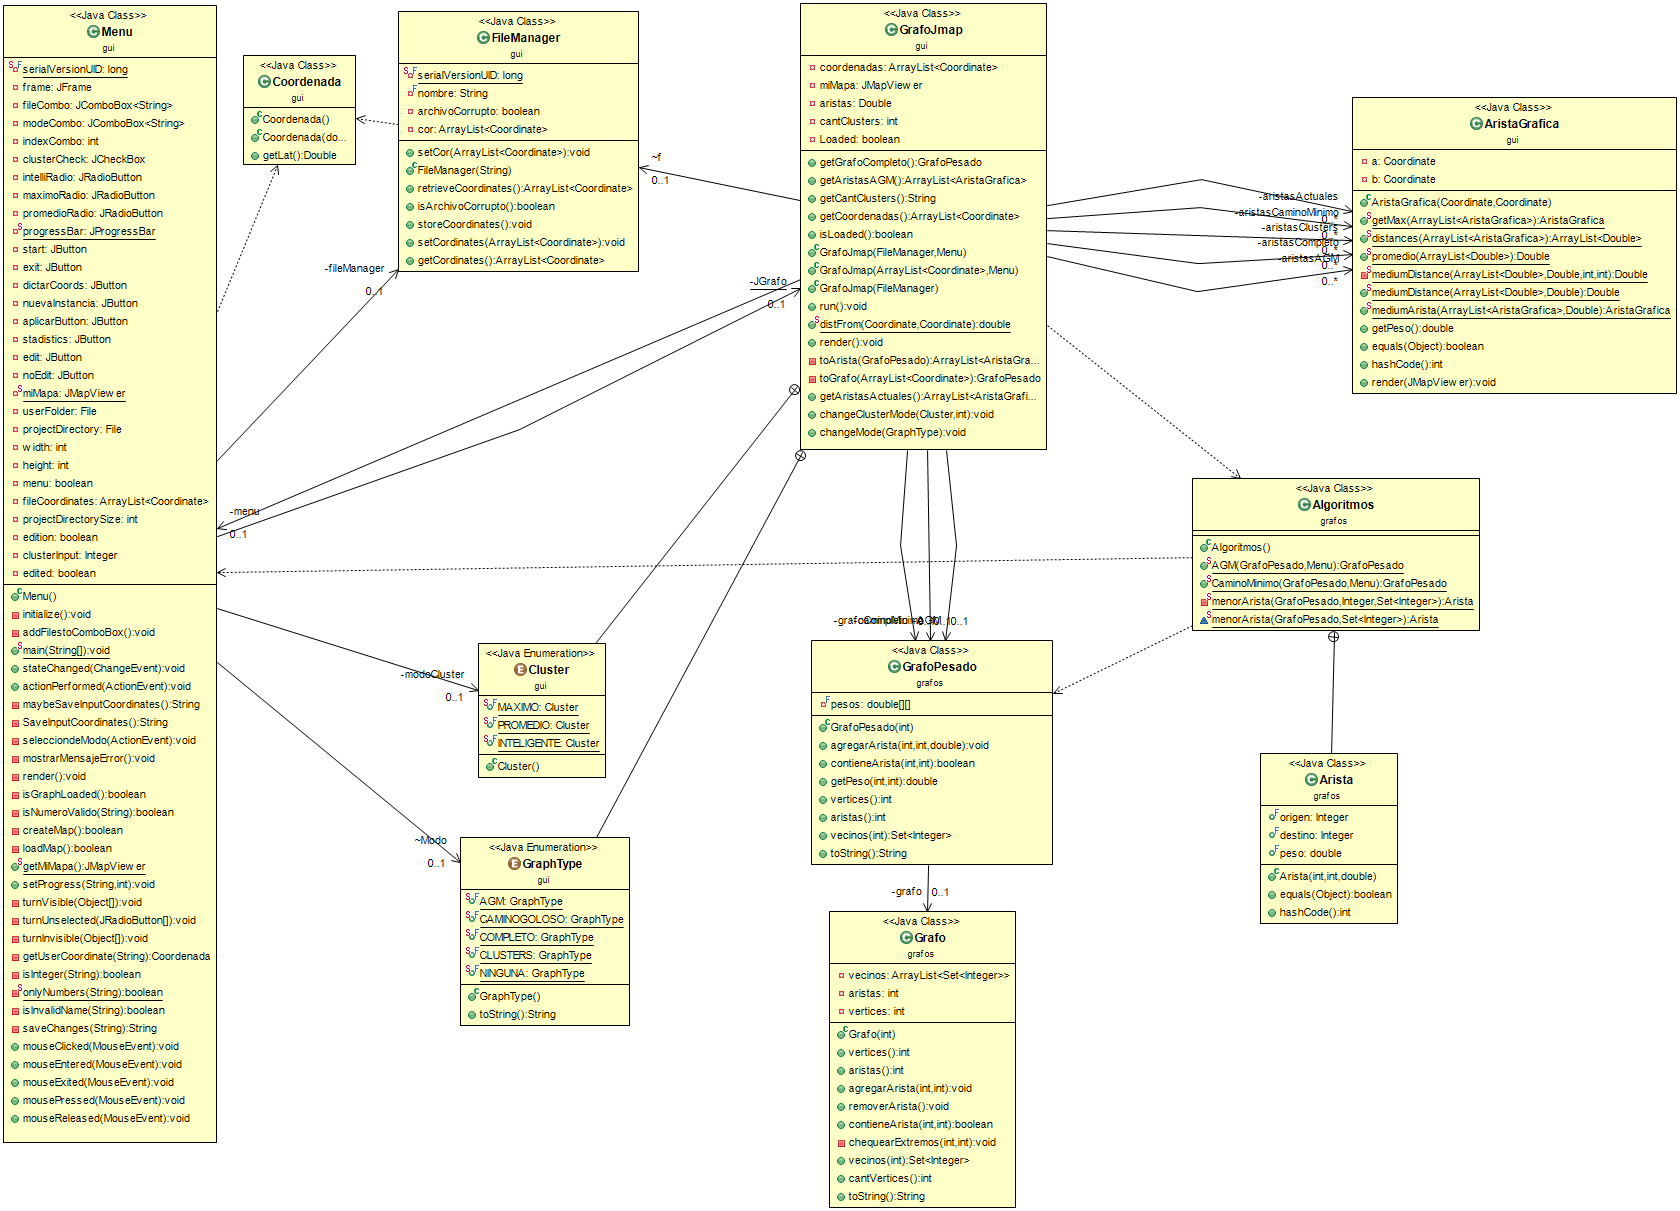 <<Java Class>>
Menu
gui
serialVersionUID: long
frame: JFrame
fileCombo: JComboBox<String>
modeCombo: JComboBox<String>
indexCombo: int
clusterCheck: JCheckBox
intelliRadio: JRadioButton
maximoRadio: JRadioButton
promedioRadio: JRadioButton
progressBar: JProgressBar
start: JButton
exit: JButton
dictarCoords: JButton
nuevaInstancia: JButton
aplicarButton: JButton
stadistics: JButton
edit: JButton
noEdit: JButton
miMapa: JMapViewer
userFolder: File
projectDirectory: File
width: int
height: int
menu: boolean
fileCoordinates: ArrayList<Coordinate>
projectDirectorySize: int
edition: boolean
clusterInput: Integer
edited: boolean
Menu()
initialize():void
addFilestoComboBox():void
main(String[]):void
stateChanged(ChangeEvent):void
actionPerformed(ActionEvent):void
maybeSaveInputCoordinates():String
SaveInputCoordinates():String
selecciondeModo(ActionEvent):void
mostrarMensajeError():void
render():void
isGraphLoaded():boolean
isNumeroValido(String):boolean
createMap():boolean
loadMap():boolean
getMiMapa():JMapViewer
setProgress(String,int):void
turnVisible(Object[]):void
turnUnselected(JRadioButton[]):void
turnInvisible(Object[]):void
getUserCoordinate(String):Coordenada
isInteger(String):boolean
onlyNumbers(String):boolean
isInvalidName(String):boolean
saveChanges(String):String
mouseClicked(MouseEvent):void
mouseEntered(MouseEvent):void
mouseExited(MouseEvent):void
mousePressed(MouseEvent):void
mouseReleased(MouseEvent):void
<<Java Class>>
Coordenada
gui
Coordenada()
Coordenada(do...
getLat():Double
<<Java Class>>
FileManager
gui
serialVersionUID: long
nombre: String
archivoCorrupto: boolean
cor: ArrayList<Coordinate>
setCor(ArrayList<Coordinate>):void
FileManager(String)
retrieveCoordinates():ArrayList<Coordinate>
isArchivoCorrupto():boolean
storeCoordinates():void
setCordinates(ArrayList<Coordinate>):void
getCordinates():ArrayList<Coordinate>
-fileManager
0..1
~f
0..1
-JGrafo
0..1
-menu
0..1
-modoCluster
0..1
~Modo
0..1
<<Java Class>>
GrafoJmap
gui
coordenadas: ArrayList<Coordinate>
miMapa: JMapViewer
aristas: Double
cantClusters: int
Loaded: boolean
getGrafoCompleto():GrafoPesado
getAristasAGM():ArrayList<AristaGrafica>
getCantClusters():String
getCoordenadas():ArrayList<Coordinate>
isLoaded():boolean
GrafoJmap(FileManager,Menu)
GrafoJmap(ArrayList<Coordinate>,Menu)
GrafoJmap(FileManager)
run():void
distFrom(Coordinate,Coordinate):double
render():void
toArista(GrafoPesado):ArrayList<AristaGra...
toGrafo(ArrayList<Coordinate>):GrafoPesado
getAristasActuales():ArrayList<AristaGrafi...
changeClusterMode(Cluster,int):void
changeMode(GraphType):void
-aristasActuales
-aristasCaminoMinimo
-aristasClusters
-aristasCompleto
-aristasAGM
0..*
<<Java Class>>
AristaGrafica
gui
a: Coordinate
b: Coordinate
AristaGrafica(Coordinate,Coordinate)
getMax(ArrayList<AristaGrafica>):AristaGrafica
distances(ArrayList<AristaGrafica>):ArrayList<Double>
promedio(ArrayList<Double>):Double
mediumDistance(ArrayList<Double>,Double,int,int):Double
mediumDistance(ArrayList<Double>,Double):Double
mediumArista(ArrayList<AristaGrafica>,Double):AristaGrafica
getPeso():double
equals(Object):boolean
hashCode():int
render(JMapViewer):void
<<Java Class>>
Algoritmos
grafos
Algoritmos()
AGM(GrafoPesado,Menu):GrafoPesado
CaminoMinimo(GrafoPesado,Menu):GrafoPesado
menorArista(GrafoPesado,Integer,Set<Integer>):Arista
menorArista(GrafoPesado,Set<Integer>):Arista
<<Java Enumeration>>
Cluster
gui
MAXIMO: Cluster
PROMEDIO: Cluster
INTELIGENTE: Cluster
Cluster()
<<Java Enumeration>>
GraphType
gui
AGM: GraphType
CAMINOGOLOSO: GraphType
COMPLETO: GraphType
CLUSTERS: GraphType
NINGUNA: GraphType
GraphType()
toString():String
0..1
<<Java Class>>
GrafoPesado
grafos
pesos: double[][]
GrafoPesado(int)
agregarArista(int,int,double):void
contieneArista(int,int):boolean
getPeso(int,int):double
vertices():int
aristas():int
vecinos(int):Set<Integer>
toString():String
-grafo
0..1
<<Java Class>>
Grafo
grafos
vecinos: ArrayList<Set<Integer>>
aristas: int
vertices: int
Grafo(int)
vertices():int
aristas():int
agregarArista(int,int):void
removerArista():void
contieneArista(int,int):boolean
chequearExtremos(int,int):void
vecinos(int):Set<Integer>
cantVertices():int
toString():String
<<Java Class>>
Arista
grafos
origen: Integer
destino: Integer
peso: double
Arista(int,int,double)
equals(Object):boolean
hashCode():int